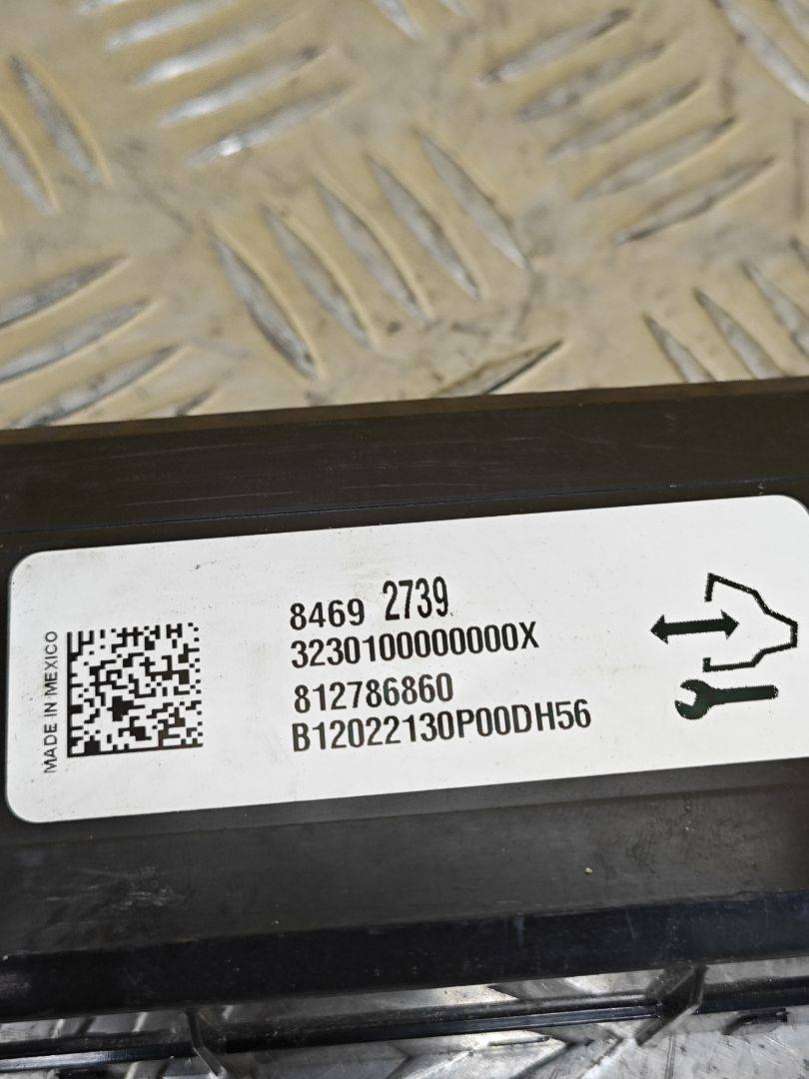 MADE IN MEXICO
8469 2739
3230100000000X
812786860
B12022130P00DH56